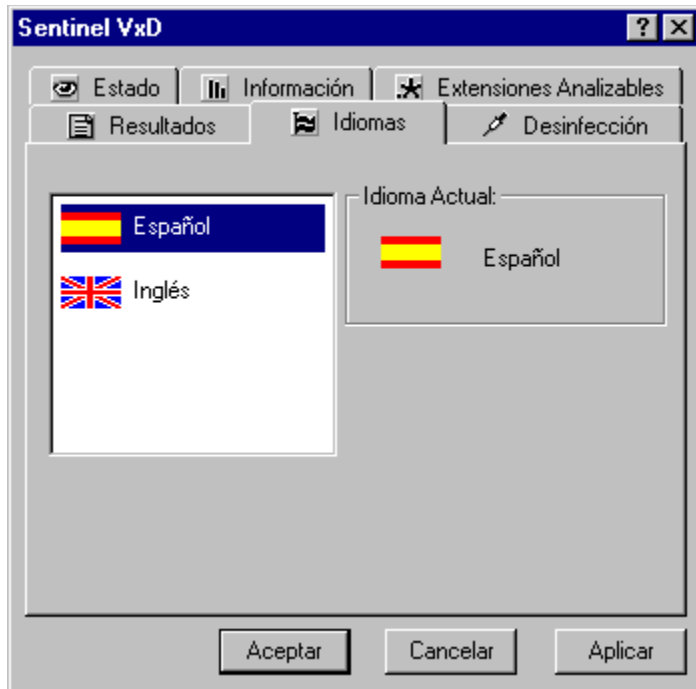 Sentinel VxD
Estado Información Extensiones Analizables
Resultados Idiomas Desinfección
Español
Inglés
Idioma Actual:
Español
Aceptar Cancelar Aplicar